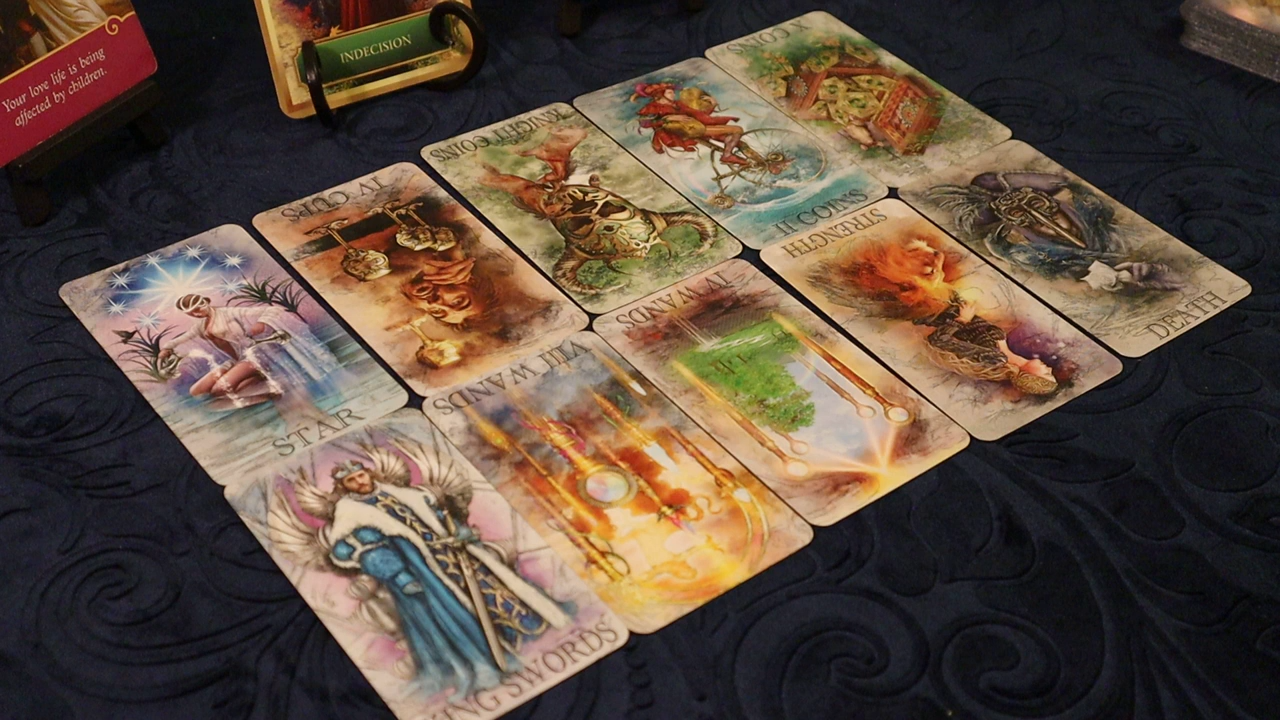 Your love life is being
affected by children.
INDECISION
X COINS
KNIGHT COINS
II COINS
IV CUPS
STRENGTH
DEATH
IV WANDS
VIII WANDS
STAR
KING SWORDS